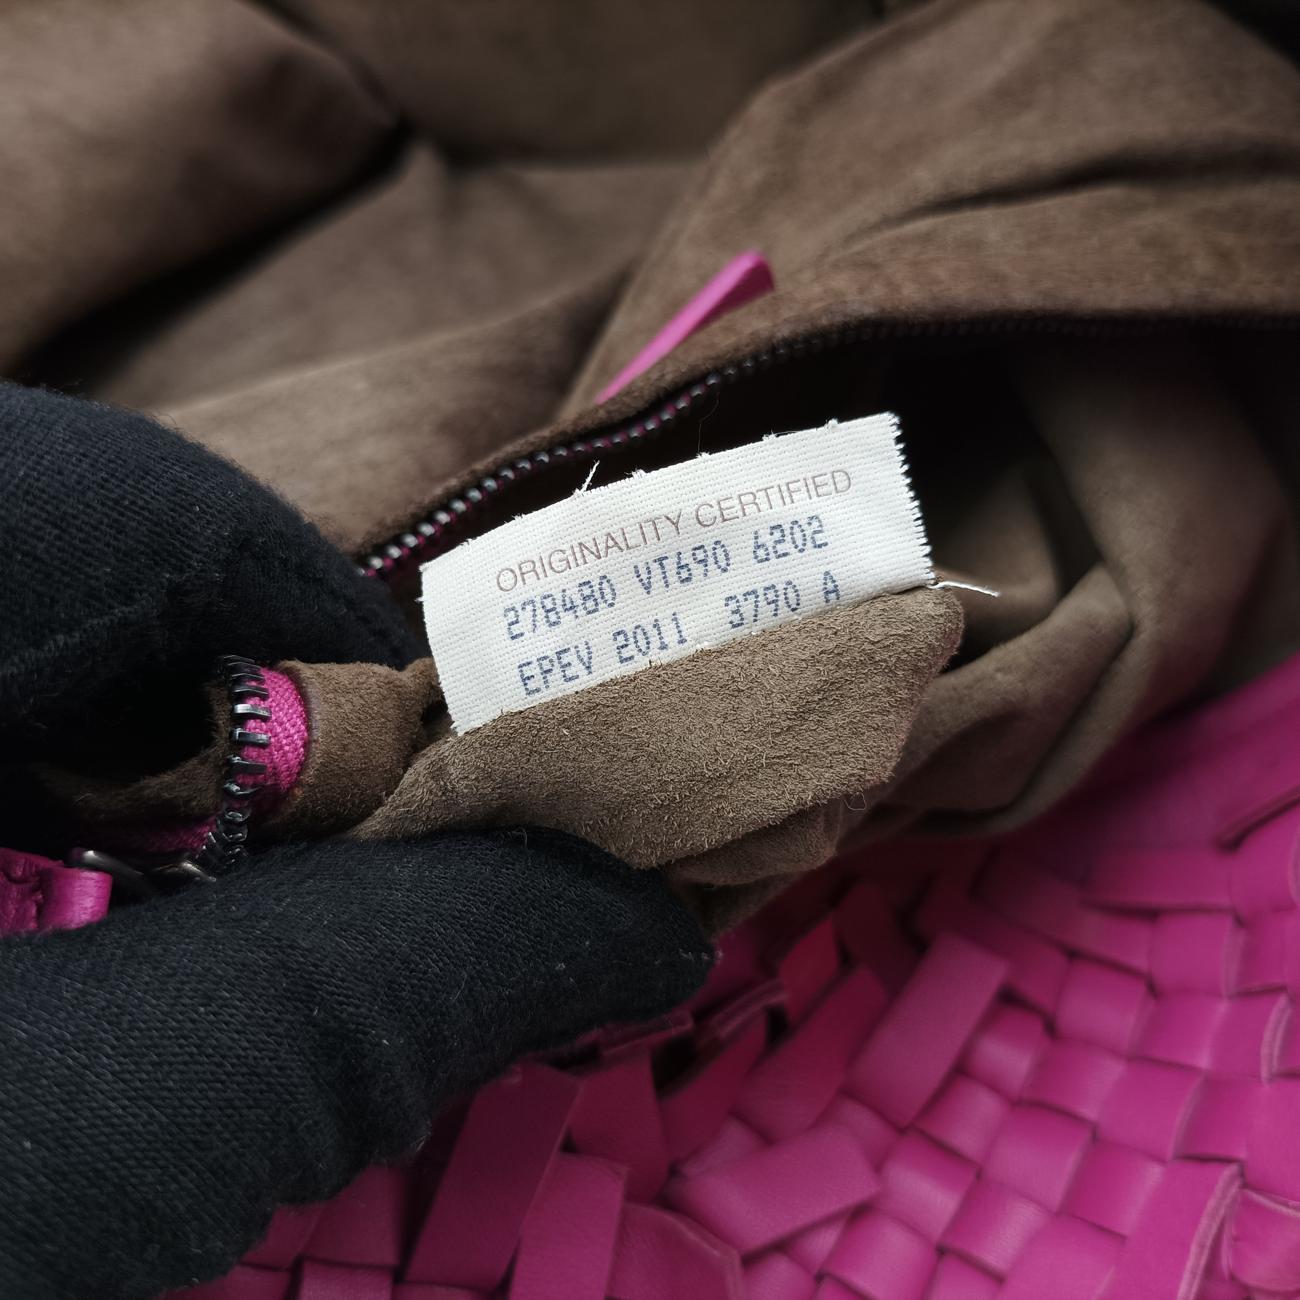 ORIGINALITY CERTIFIED
278480 VT690 6202
EPEV 2011 3790 A